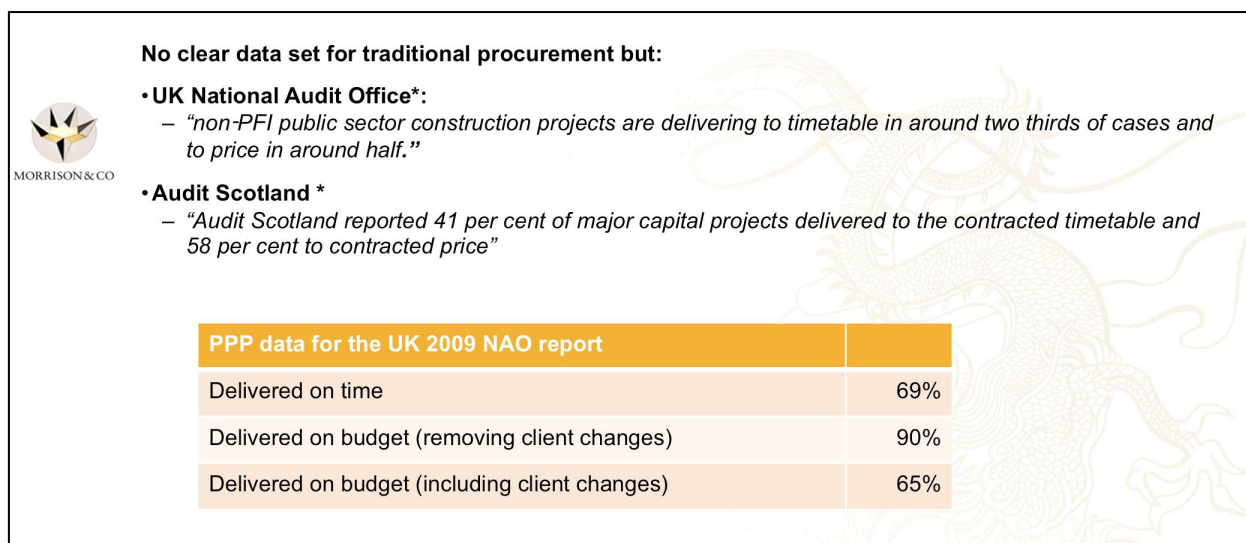 No clear data set for traditional procurement but:
•UK National Audit Office*:
– “non-PFI public sector construction projects are delivering to timetable in around two thirds of cases and
to price in around half.”
MORRISON & CO
•Audit Scotland *
– “Audit Scotland reported 41 per cent of major capital projects delivered to the contracted timetable and
58 per cent to contracted price”
PPP data for the UK 2009 NAO report
Delivered on time 69%
Delivered on budget (removing client changes) 90%
Delivered on budget (including client changes) 65%